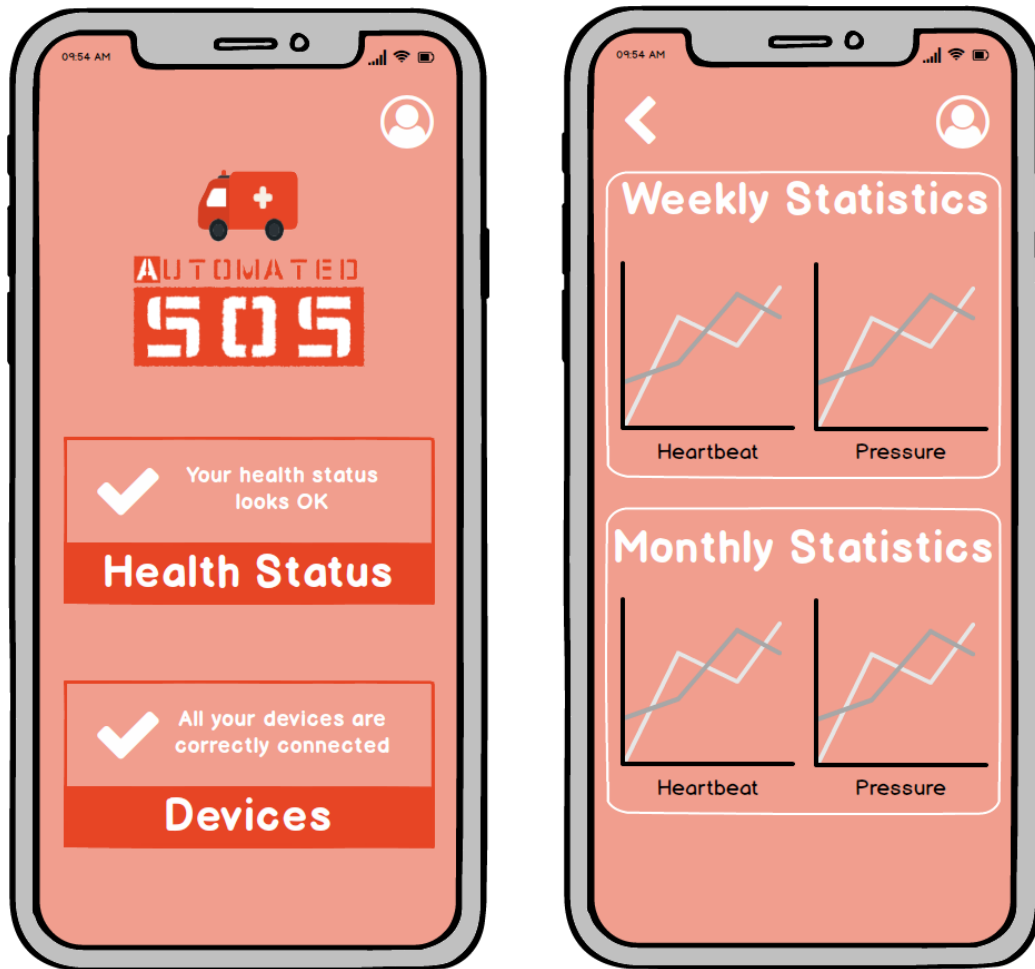 09:54 AM
AUTOMATED
SOS
Your health status
looks OK
Health Status
All your devices are
correctly connected
Devices
09:54 AM
Weekly Statistics
Heartbeat
Pressure
Monthly Statistics
Heartbeat
Pressure